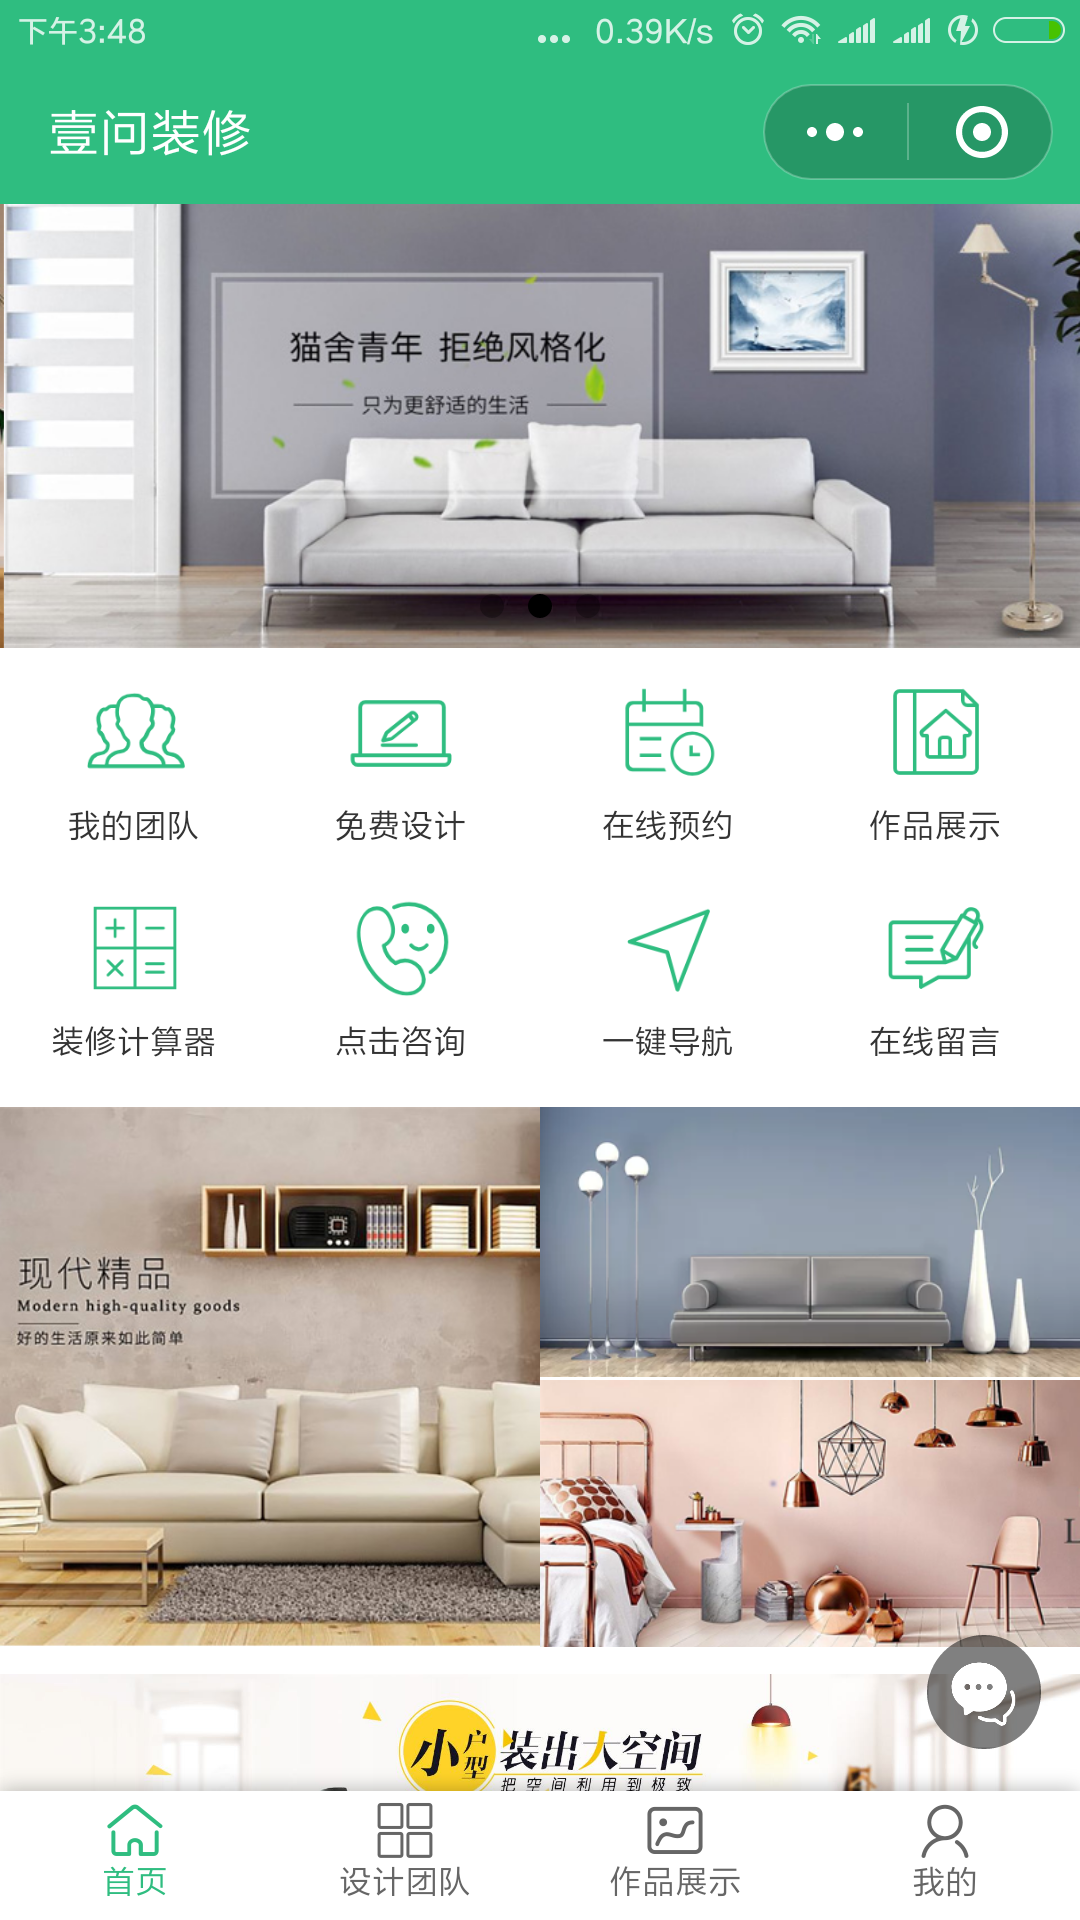 下午3:48
... 0.39K/s
壹问装修
猫舍青年 拒绝风格化
只为更舒适的生活
我的团队 免费设计 在线预约 作品展示
装修计算器 点击咨询 一键导航 在线留言
现代精品
Modern high-quality goods
好的生活原来如此简单
L
小户型装出大空间
把空间利用到极致
首页 设计团队 作品展示 我的